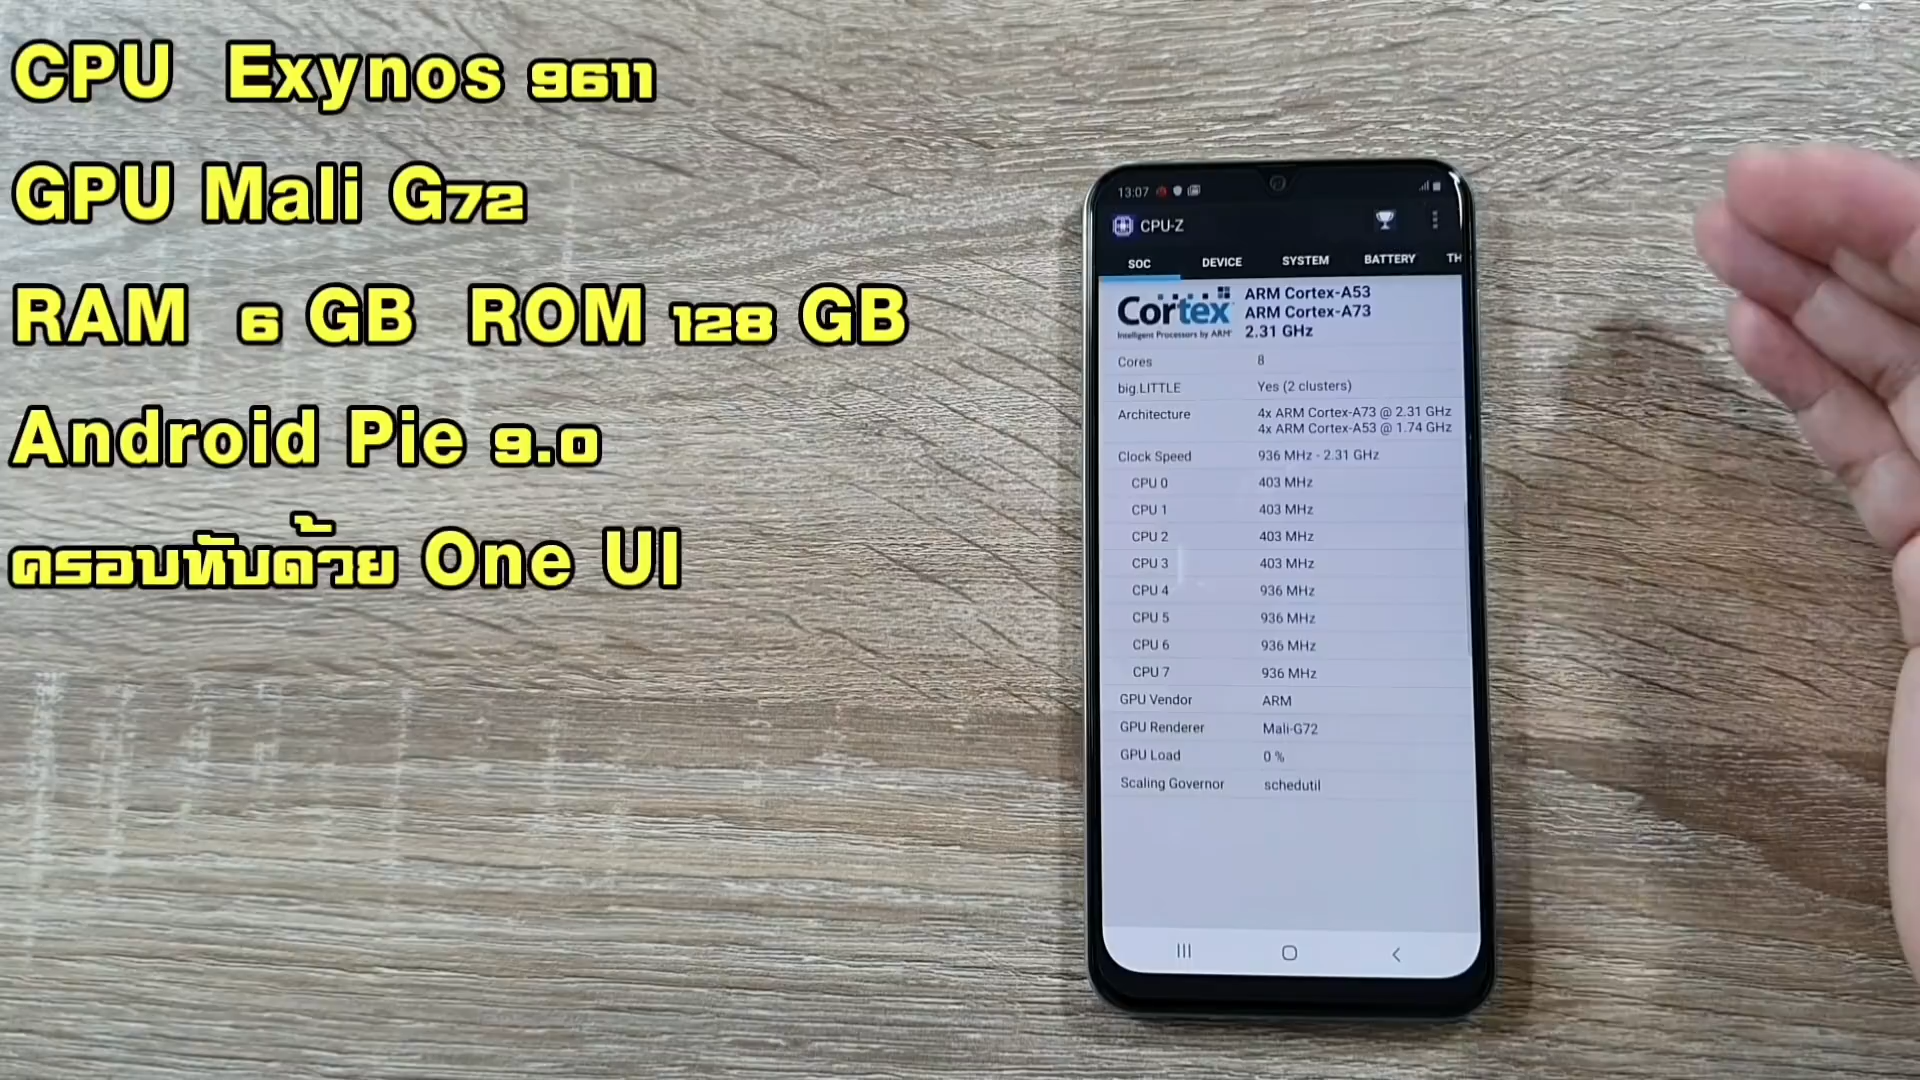 CPU Exynos 9611
GPU Mali G72
RAM 6 GB ROM 128 GB
Android Pie 9.0
ครอบทับด้วย One UI
13:07
CPU-Z
SOC DEVICE SYSTEM BATTERY TH
Cortex
Intelligent Processors by ARM
ARM Cortex-A53
ARM Cortex-A73
2.31 GHz
Cores 8
big.LITTLE Yes (2 clusters)
Architecture 4x ARM Cortex-A73 @ 2.31 GHz
4x ARM Cortex-A53 @ 1.74 GHz
Clock Speed 936 MHz - 2.31 GHz
CPU 0 403 MHz
CPU 1 403 MHz
CPU 2 403 MHz
CPU 3 403 MHz
CPU 4 936 MHz
CPU 5 936 MHz
CPU 6 936 MHz
CPU 7 936 MHz
GPU Vendor ARM
GPU Renderer Mali-G72
GPU Load 0 %
Scaling Governor schedutil